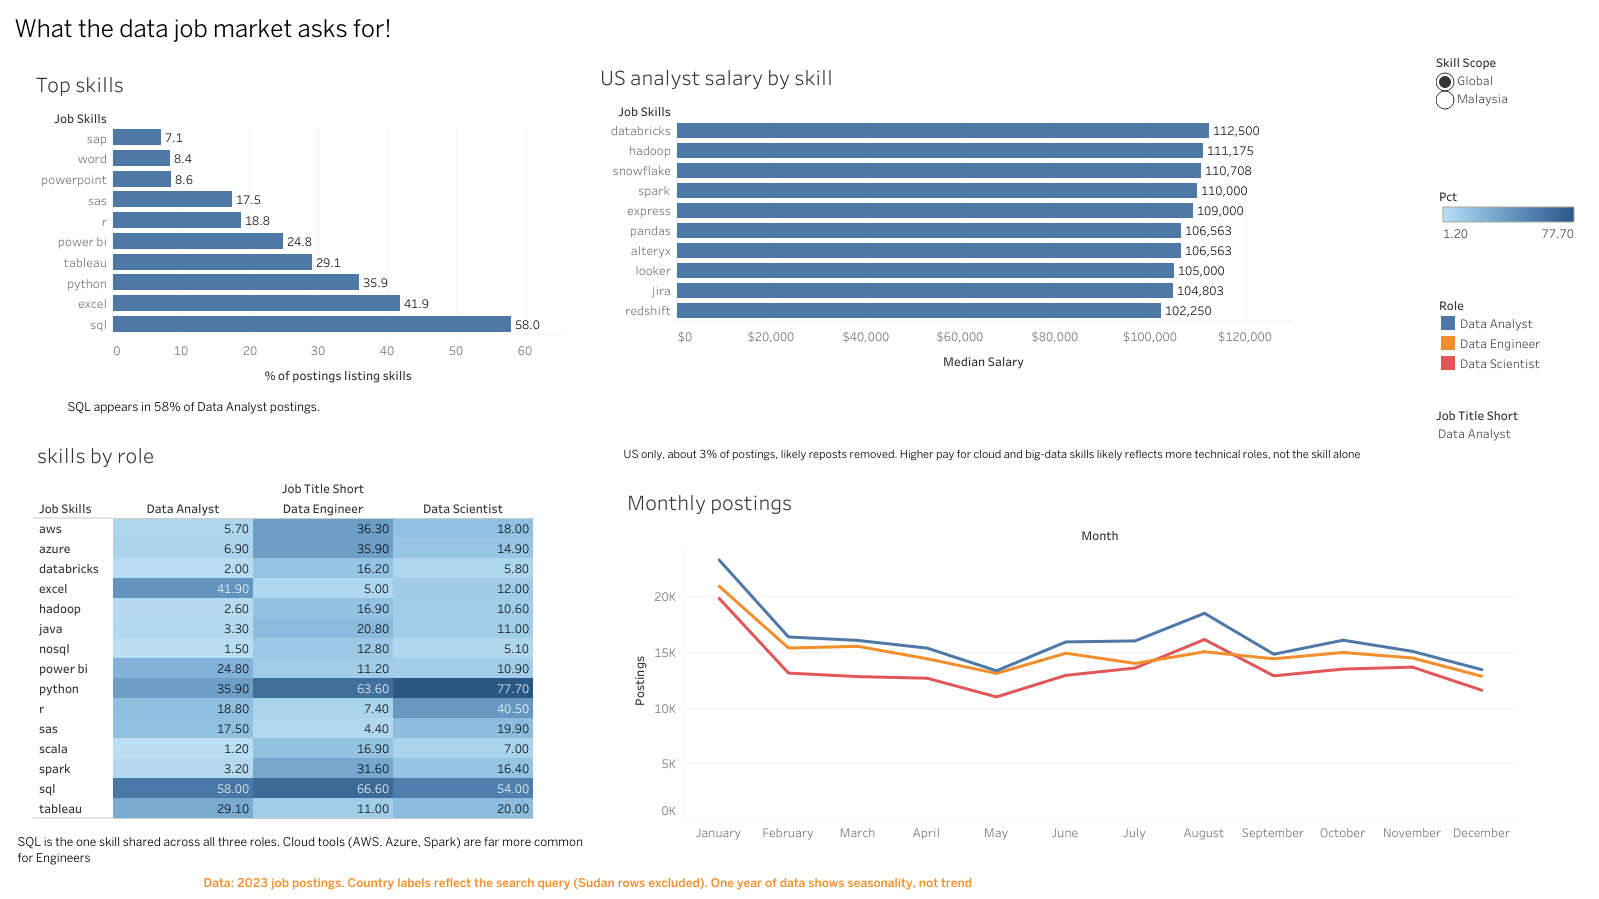 What the data job market asks for!
Top skills
Job Skills
sap 7.1
word 8.4
powerpoint 8.6
sas 17.5
r 18.8
power bi 24.8
tableau 29.1
python 35.9
excel 41.9
sql 58.0
0 10 20 30 40 50 60
% of postings listing skills
SQL appears in 58% of Data Analyst postings.
US analyst salary by skill
Job Skills
databricks 112,500
hadoop 111,175
snowflake 110,708
spark 110,000
express 109,000
pandas 106,563
alteryx 106,563
looker 105,000
jira 104,803
redshift 102,250
$0 $20,000 $40,000 $60,000 $80,000 $100,000 $120,000
Median Salary
US only, about 3% of postings, likely reposts removed. Higher pay for cloud and big-data skills likely reflects more technical roles, not the skill alone
Skill Scope
Global
Malaysia
Pct
1.20 77.70
Role
Data Analyst
Data Engineer
Data Scientist
Job Title Short
Data Analyst
skills by role
Job Title Short
Job Skills Data Analyst Data Engineer Data Scientist
aws 5.70 36.30 18.00
azure 6.90 35.90 14.90
databricks 2.00 16.20 5.80
excel 41.90 5.00 12.00
hadoop 2.60 16.90 10.60
java 3.30 20.80 11.00
nosql 1.50 12.80 5.10
power bi 24.80 11.20 10.90
python 35.90 63.60 77.70
r 18.80 7.40 40.50
sas 17.50 4.40 19.90
scala 1.20 16.90 7.00
spark 3.20 31.60 16.40
sql 58.00 66.60 54.00
tableau 29.10 11.00 20.00
SQL is the one skill shared across all three roles. Cloud tools (AWS, Azure, Spark) are far more common
for Engineers
Monthly postings
Month
Postings
20K
15K
10K
5K
0K
January February March April May June July August September October November December
Data: 2023 job postings. Country labels reflect the search query (Sudan rows excluded). One year of data shows seasonality, not trend